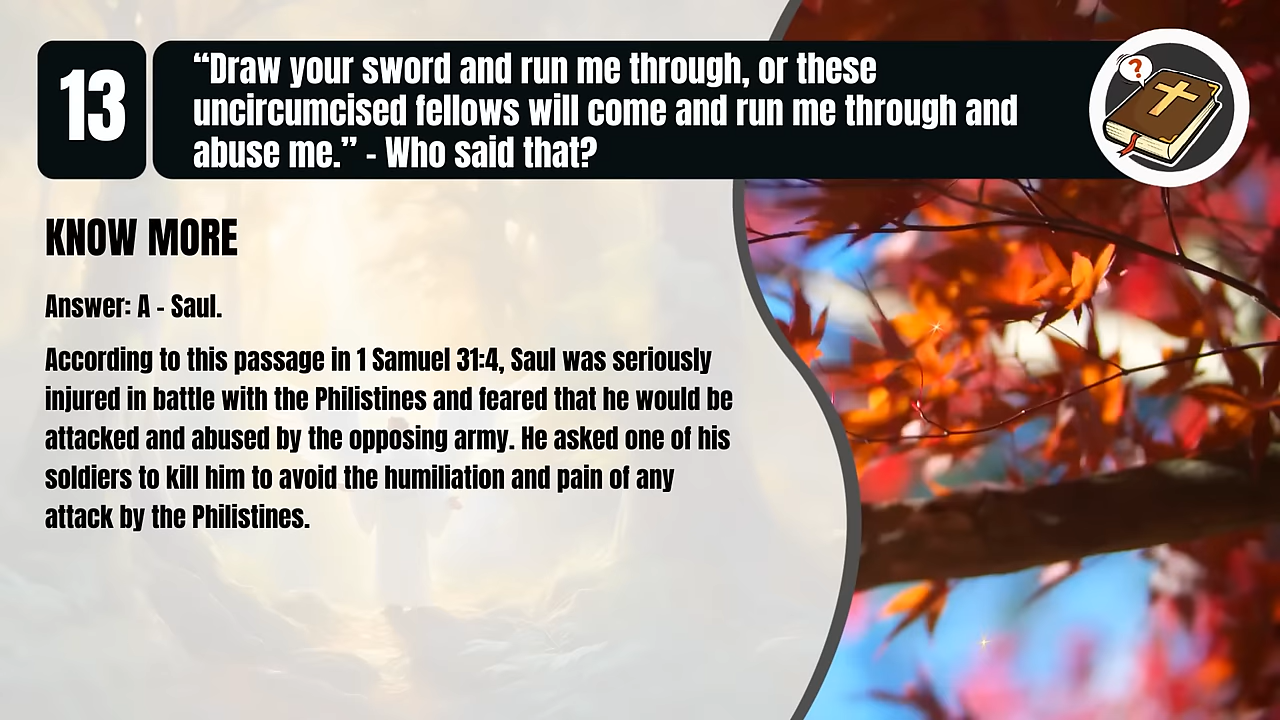 13
“Draw your sword and run me through, or these
uncircumcised fellows will come and run me through and
abuse me.” - Who said that?
?
KNOW MORE
Answer: A - Saul.
According to this passage in 1 Samuel 31:4, Saul was seriously
injured in battle with the Philistines and feared that he would be
attacked and abused by the opposing army. He asked one of his
soldiers to kill him to avoid the humiliation and pain of any
attack by the Philistines.